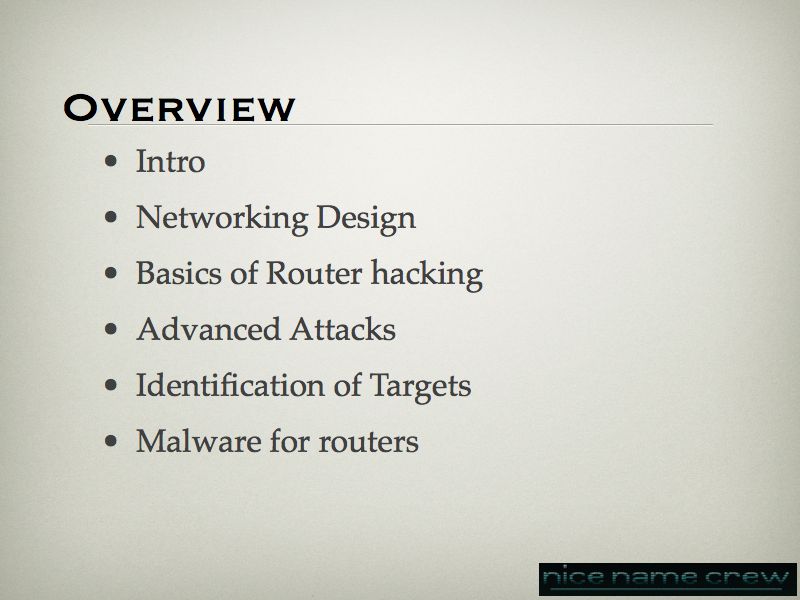 Overview
• Intro
• Networking Design
• Basics of Router hacking
• Advanced Attacks
• Identification of Targets
• Malware for routers
nice name crew